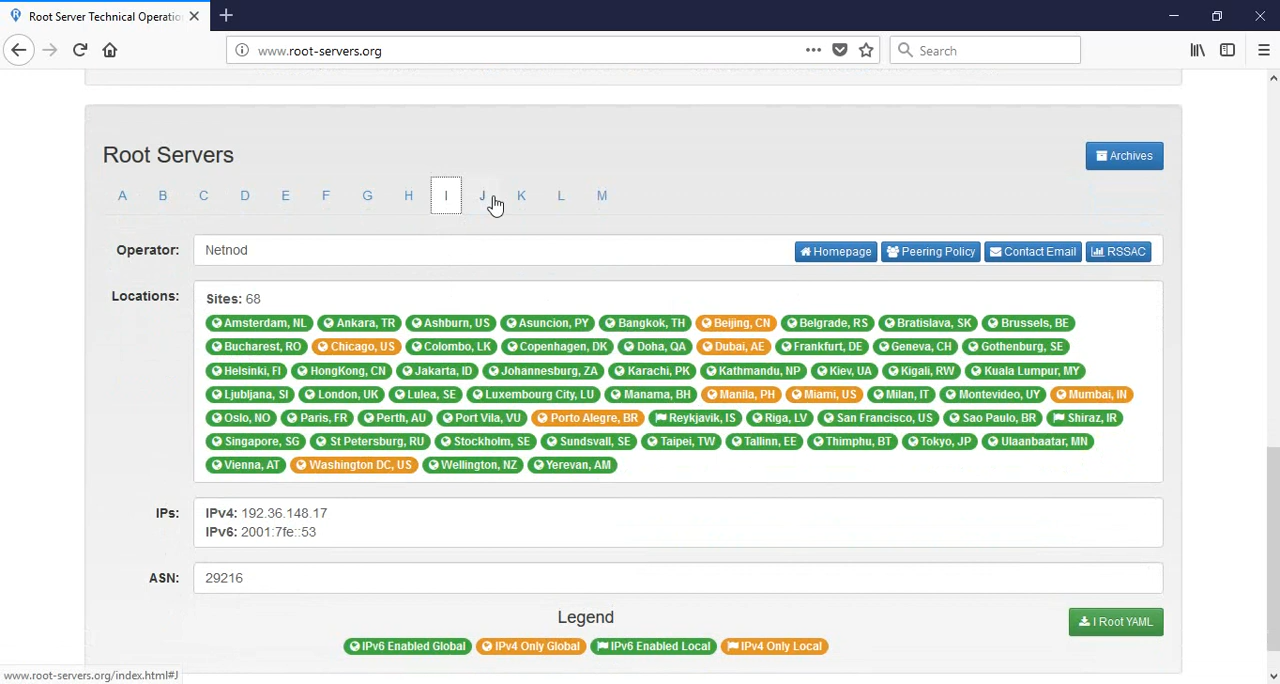 Root Server Technical Operatio
www.root-servers.org
Search
Root Servers
Archives
A B C D E F G H I J K L M
Operator: Netnod Homepage Peering Policy Contact Email RSSAC
Locations: Sites: 68
Amsterdam, NL Ankara, TR Ashburn, US Asuncion, PY Bangkok, TH Beijing, CN Belgrade, RS Bratislava, SK Brussels, BE
Bucharest, RO Chicago, US Colombo, LK Copenhagen, DK Doha, QA Dubai, AE Frankfurt, DE Geneva, CH Gothenburg, SE
Helsinki, FI HongKong, CN Jakarta, ID Johannesburg, ZA Karachi, PK Kathmandu, NP Kiev, UA Kigali, RW Kuala Lumpur, MY
Ljubljana, SI London, UK Lulea, SE Luxembourg City, LU Manama, BH Manila, PH Miami, US Milan, IT Montevideo, UY Mumbai, IN
Oslo, NO Paris, FR Perth, AU Port Vila, VU Porto Alegre, BR Reykjavik, IS Riga, LV San Francisco, US Sao Paulo, BR Shiraz, IR
Singapore, SG St Petersburg, RU Stockholm, SE Sundsvall, SE Taipei, TW Tallinn, EE Thimphu, BT Tokyo, JP Ulaanbaatar, MN
Vienna, AT Washington DC, US Wellington, NZ Yerevan, AM
IPs: IPv4: 192.36.148.17
IPv6: 2001:7fe::53
ASN: 29216
Legend
I Root YAML
IPv6 Enabled Global IPv4 Only Global IPv6 Enabled Local IPv4 Only Local
www.root-servers.org/index.html#J